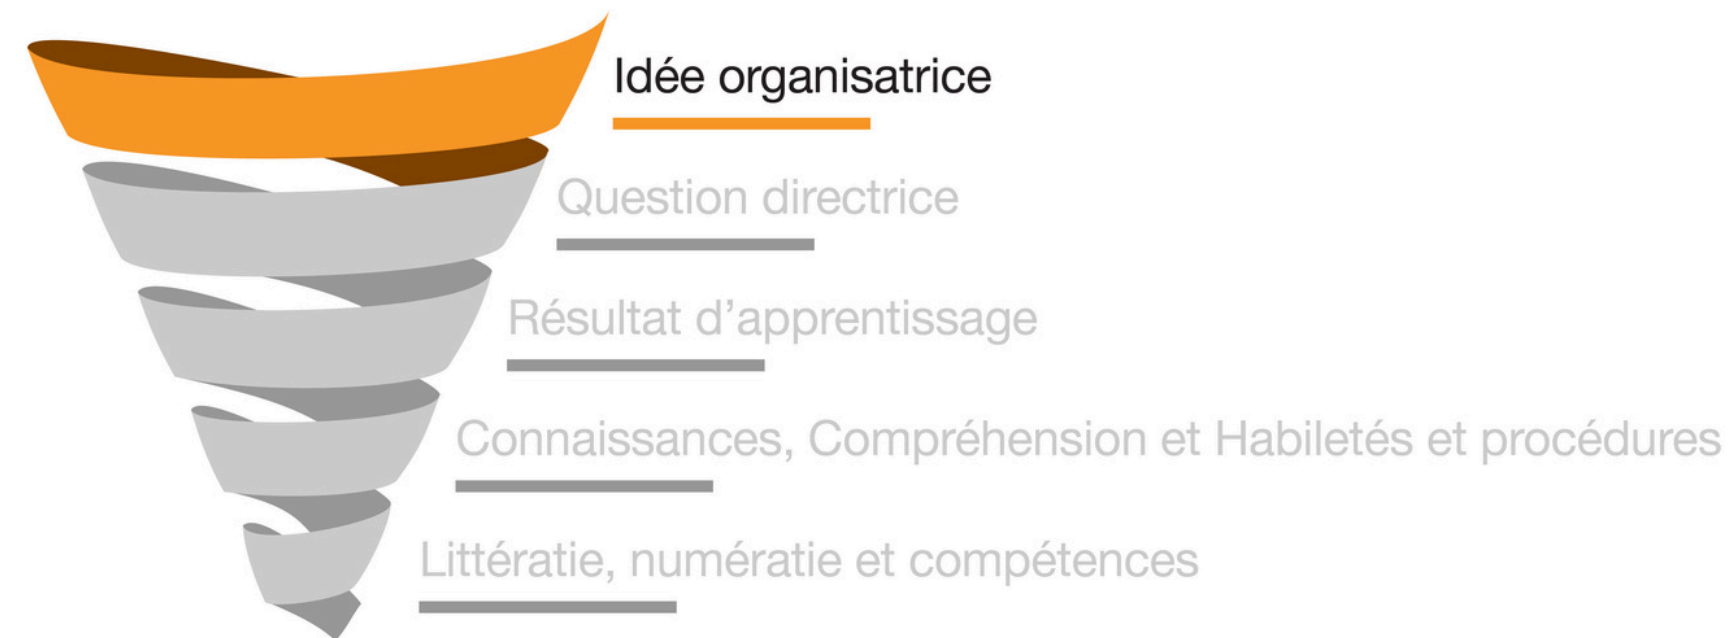 Idée organisatrice
Question directrice
Résultat d’apprentissage
Connaissances, Compréhension et Habiletés et procédures
Littératie, numératie et compétences